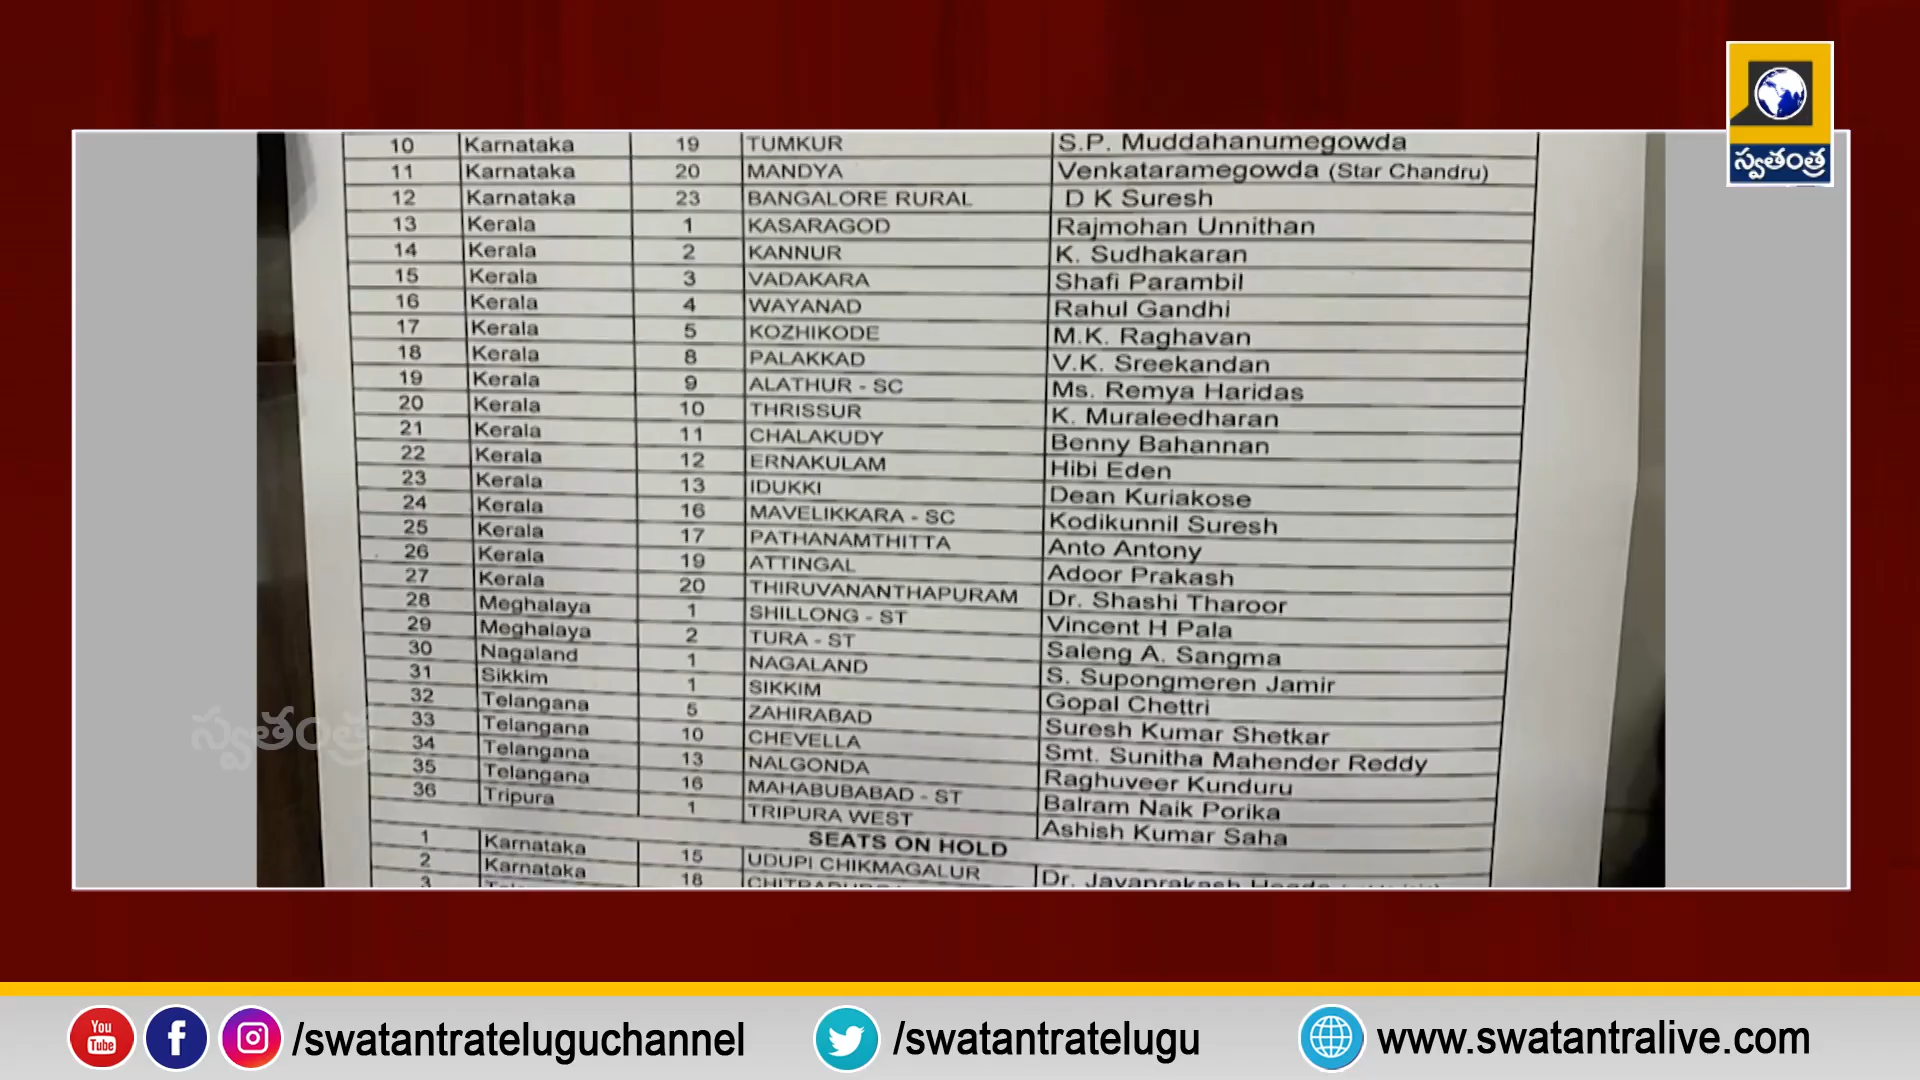 స్వతంత్ర
10 Karnataka 19 TUMKUR S.P. Muddahanumegowda
11 Karnataka 20 MANDYA Venkataramegowda (Star Chandru)
12 Karnataka 23 BANGALORE RURAL D K Suresh
13 Kerala 1 KASARAGOD Rajmohan Unnithan
14 Kerala 2 KANNUR K. Sudhakaran
15 Kerala 3 VADAKARA Shafi Parambil
16 Kerala 4 WAYANAD Rahul Gandhi
17 Kerala 5 KOZHIKODE M.K. Raghavan
18 Kerala 8 PALAKKAD V.K. Sreekandan
19 Kerala 9 ALATHUR - SC Ms. Remya Haridas
20 Kerala 10 THRISSUR K. Muraleedharan
21 Kerala 11 CHALAKUDY Benny Bahannan
22 Kerala 12 ERNAKULAM Hibi Eden
23 Kerala 13 IDUKKI Dean Kuriakose
24 Kerala 16 MAVELIKKARA - SC Kodikunnil Suresh
25 Kerala 17 PATHANAMTHITTA Anto Antony
26 Kerala 19 ATTINGAL Adoor Prakash
27 Kerala 20 THIRUVANANTHAPURAM Dr. Shashi Tharoor
28 Meghalaya 1 SHILLONG - ST Vincent H Pala
29 Meghalaya 2 TURA - ST Saleng A. Sangma
30 Nagaland 1 NAGALAND S. Supongmeren Jamir
31 Sikkim 1 SIKKIM Gopal Chettri
32 Telangana 5 ZAHIRABAD Suresh Kumar Shetkar
33 Telangana 10 CHEVELLA Smt. Sunitha Mahender Reddy
34 Telangana 13 NALGONDA Raghuveer Kunduru
35 Telangana 16 MAHABUBABAD - ST Balram Naik Porika
36 Tripura 1 TRIPURA WEST Ashish Kumar Saha
SEATS ON HOLD
1 Karnataka 15 UDUPI CHIKMAGALUR Dr. Jayaprakash Hegde
2 Karnataka 18
3
స్వతంత్ర
You Tube /swatantrateluguchannel /swatantratelugu www.swatantralive.com